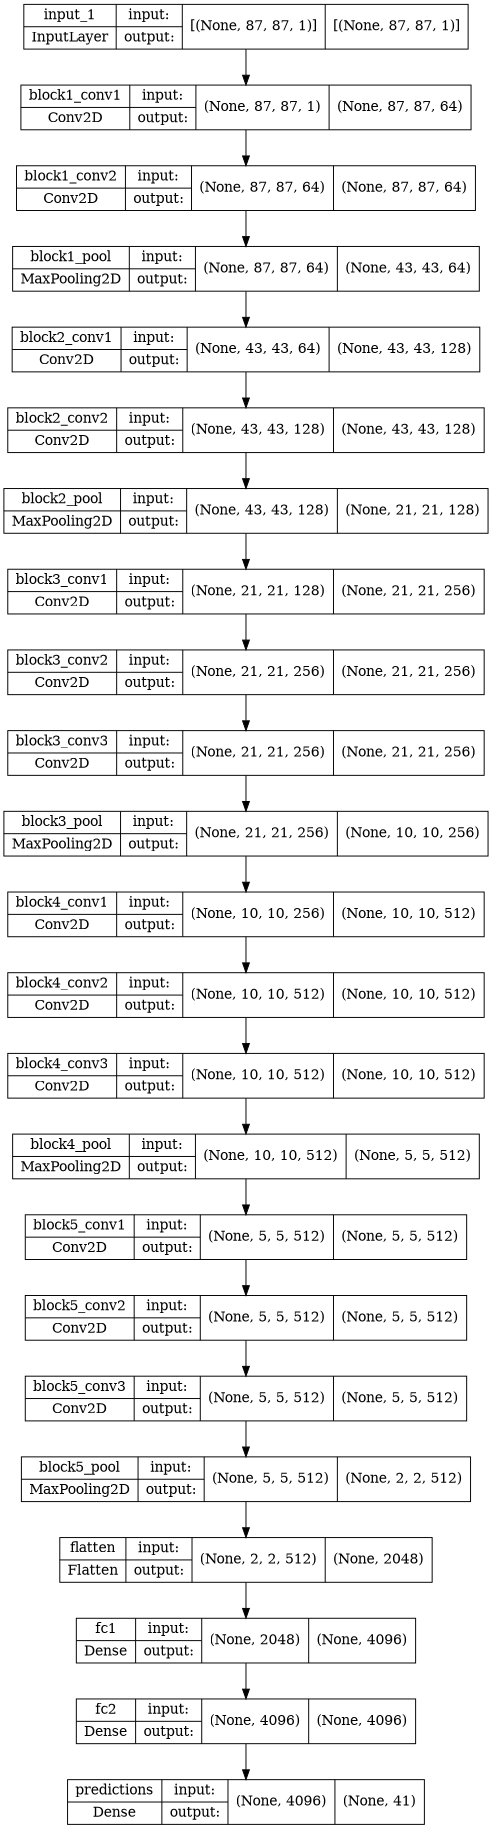 input_1 input: [(None, 87, 87, 1)] [(None, 87, 87, 1)]
InputLayer output:
block1_conv1 input: (None, 87, 87, 1) (None, 87, 87, 64)
Conv2D output:
block1_conv2 input: (None, 87, 87, 64) (None, 87, 87, 64)
Conv2D output:
block1_pool input: (None, 87, 87, 64) (None, 43, 43, 64)
MaxPooling2D output:
block2_conv1 input: (None, 43, 43, 64) (None, 43, 43, 128)
Conv2D output:
block2_conv2 input: (None, 43, 43, 128) (None, 43, 43, 128)
Conv2D output:
block2_pool input: (None, 43, 43, 128) (None, 21, 21, 128)
MaxPooling2D output:
block3_conv1 input: (None, 21, 21, 128) (None, 21, 21, 256)
Conv2D output:
block3_conv2 input: (None, 21, 21, 256) (None, 21, 21, 256)
Conv2D output:
block3_conv3 input: (None, 21, 21, 256) (None, 21, 21, 256)
Conv2D output:
block3_pool input: (None, 21, 21, 256) (None, 10, 10, 256)
MaxPooling2D output:
block4_conv1 input: (None, 10, 10, 256) (None, 10, 10, 512)
Conv2D output:
block4_conv2 input: (None, 10, 10, 512) (None, 10, 10, 512)
Conv2D output:
block4_conv3 input: (None, 10, 10, 512) (None, 10, 10, 512)
Conv2D output:
block4_pool input: (None, 10, 10, 512) (None, 5, 5, 512)
MaxPooling2D output:
block5_conv1 input: (None, 5, 5, 512) (None, 5, 5, 512)
Conv2D output:
block5_conv2 input: (None, 5, 5, 512) (None, 5, 5, 512)
Conv2D output:
block5_conv3 input: (None, 5, 5, 512) (None, 5, 5, 512)
Conv2D output:
block5_pool input: (None, 5, 5, 512) (None, 2, 2, 512)
MaxPooling2D output:
flatten input: (None, 2, 2, 512) (None, 2048)
Flatten output:
fc1 input: (None, 2048) (None, 4096)
Dense output:
fc2 input: (None, 4096) (None, 4096)
Dense output:
predictions input: (None, 4096) (None, 41)
Dense output: